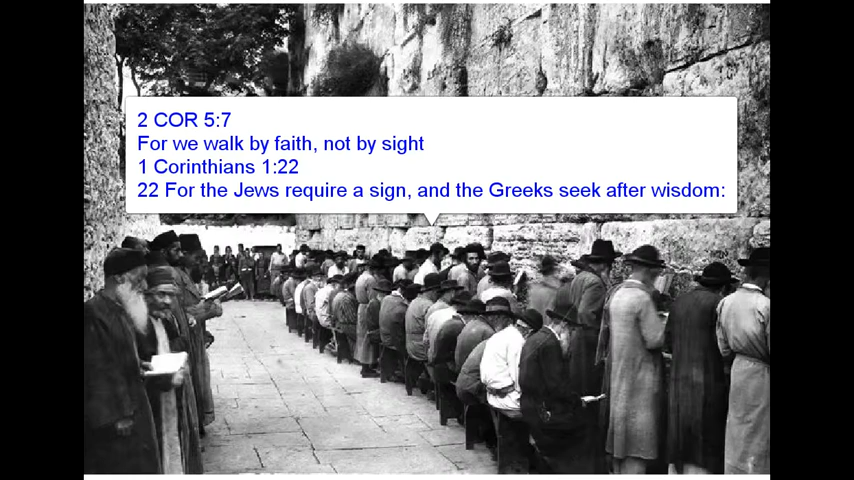 2 COR 5:7
For we walk by faith, not by sight
1 Corinthians 1:22
22 For the Jews require a sign, and the Greeks seek after wisdom: